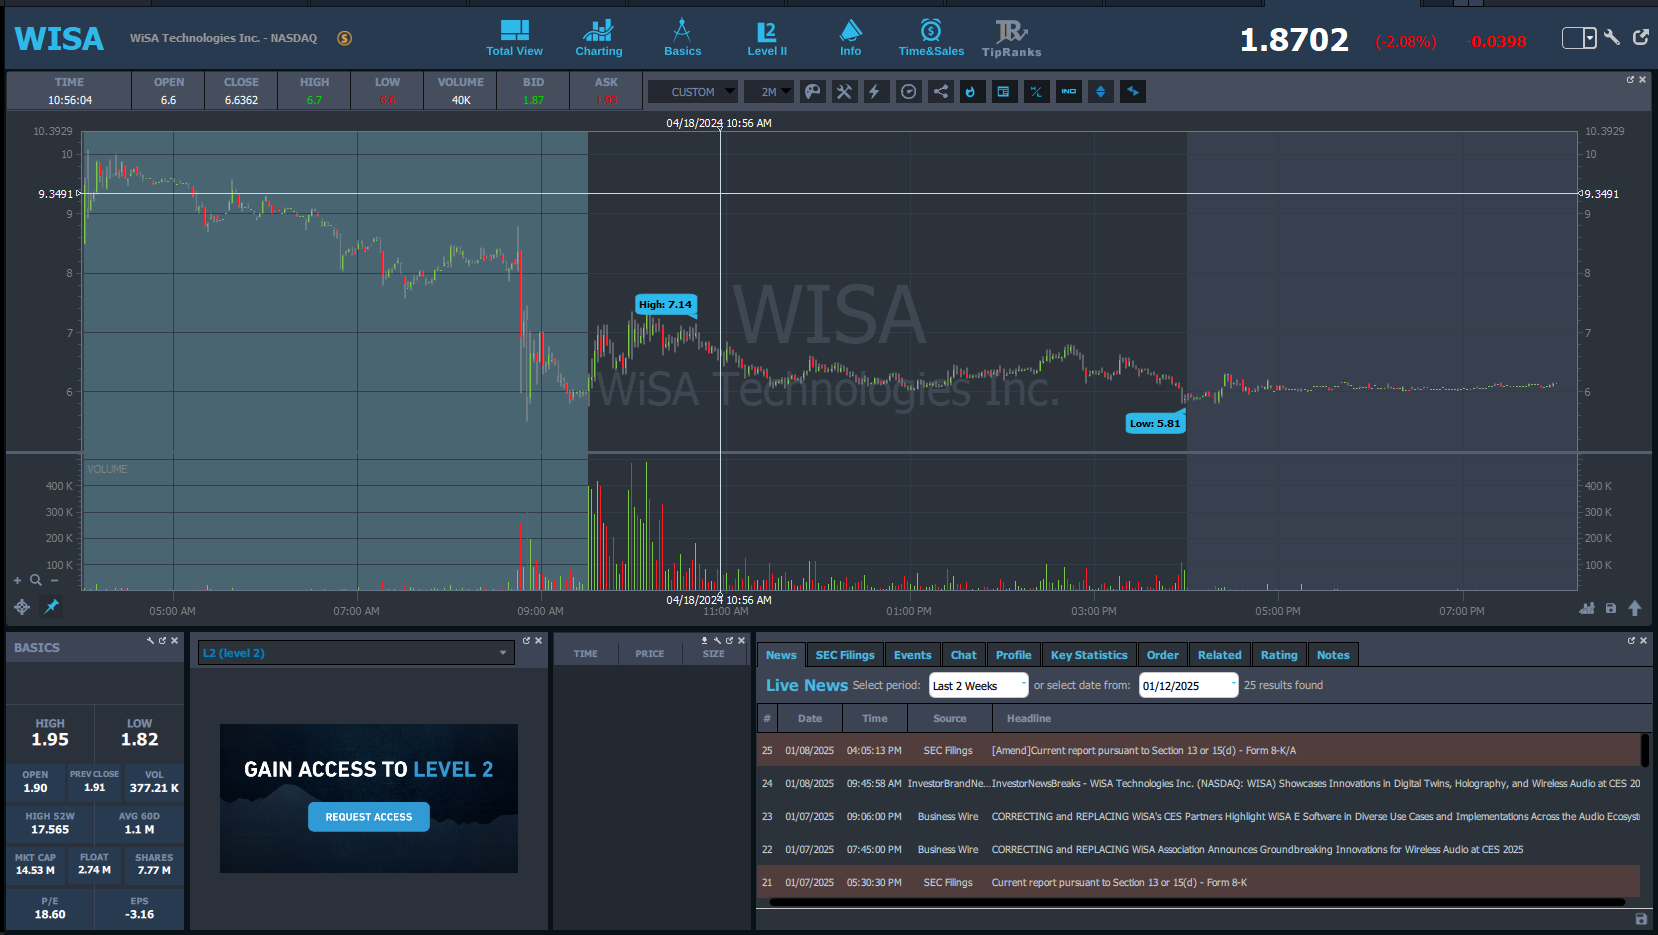 WISA
WiSA Technologies Inc. - NASDAQ
Total View
Charting
Basics
L2
Level II
Info
Time&Sales
TipRanks
1.8702
(-2.08%)
-0.0398
TIME OPEN CLOSE HIGH LOW VOLUME BID ASK
10:56:04 6.6 6.6362 6.7 6.6 40K 1.87 1.93
CUSTOM
2M
H/L
IND
04/18/2024 10:56 AM
10.3929
10
9.3491
9
8
7
6
10.3929
10
9.3491
9
8
7
6
High: 7.14
WISA
WiSA Technologies Inc.
Low: 5.81
VOLUME
400 K
300 K
200 K
100 K
400 K
300 K
200 K
100 K
04/18/2024 10:56 AM
05:00 AM 07:00 AM 09:00 AM 11:00 AM 01:00 PM 03:00 PM 05:00 PM 07:00 PM
BASICS
HIGH LOW
1.95 1.82
OPEN PREV CLOSE VOL
1.90 1.91 377.21 K
HIGH 52W AVG 60D
17.565 1.1 M
MKT CAP FLOAT SHARES
14.53 M 2.74 M 7.77 M
P/E EPS
18.60 -3.16
L2 (level 2)
GAIN ACCESS TO LEVEL 2
REQUEST ACCESS
TIME PRICE SIZE
News SEC Filings Events Chat Profile Key Statistics Order Related Rating Notes
Live News Select period: Last 2 Weeks or select date from: 01/12/2025 25 results found
# Date Time Source Headline
25 01/08/2025 04:05:13 PM SEC Filings [Amend]Current report pursuant to Section 13 or 15(d) - Form 8-K/A
24 01/08/2025 09:45:58 AM InvestorBrandNe... InvestorNewsBreaks - WiSA Technologies Inc. (NASDAQ: WISA) Showcases Innovations in Digital Twins, Holography, and Wireless Audio at CES 20
23 01/07/2025 09:06:00 PM Business Wire CORRECTING and REPLACING WiSA's CES Partners Highlight WiSA E Software in Diverse Use Cases and Implementations Across the Audio Ecosyst
22 01/07/2025 07:45:00 PM Business Wire CORRECTING and REPLACING WiSA Association Announces Groundbreaking Innovations for Wireless Audio at CES 2025
21 01/07/2025 05:30:30 PM SEC Filings Current report pursuant to Section 13 or 15(d) - Form 8-K